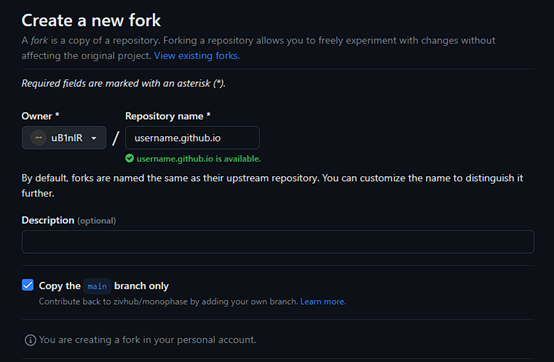 Create a new fork
A fork is a copy of a repository. Forking a repository allows you to freely experiment with changes without
affecting the original project. View existing forks.
Required fields are marked with an asterisk (*).
Owner *
Repository name *
uB1nIR
/
username.github.io
username.github.io is available.
By default, forks are named the same as their upstream repository. You can customize the name to distinguish it
further.
Description (optional)
Copy the main branch only
Contribute back to zivhub/monophase by adding your own branch. Learn more.
You are creating a fork in your personal account.